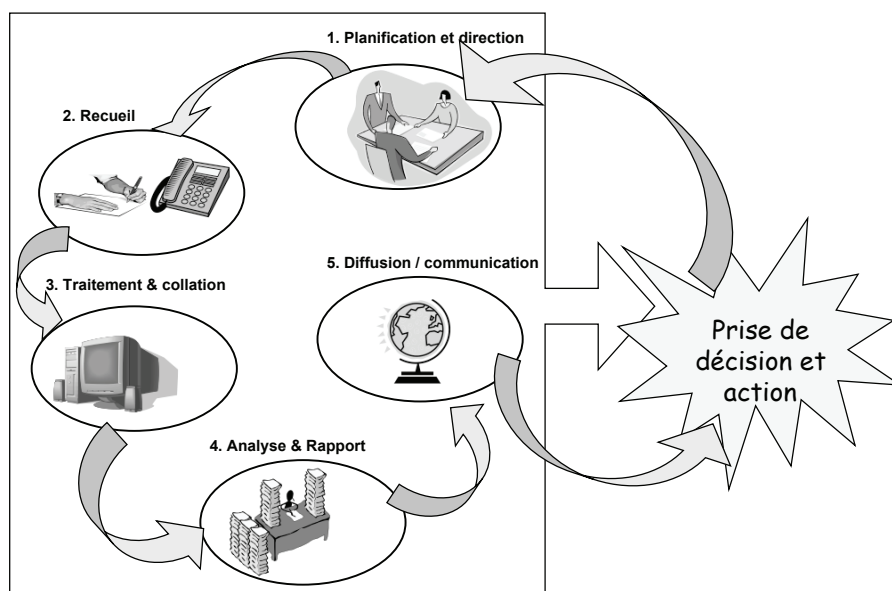 1. Planification et direction
2. Recueil
3. Traitement & collation
5. Diffusion / communication
Prise de
décision et
action
4. Analyse & Rapport